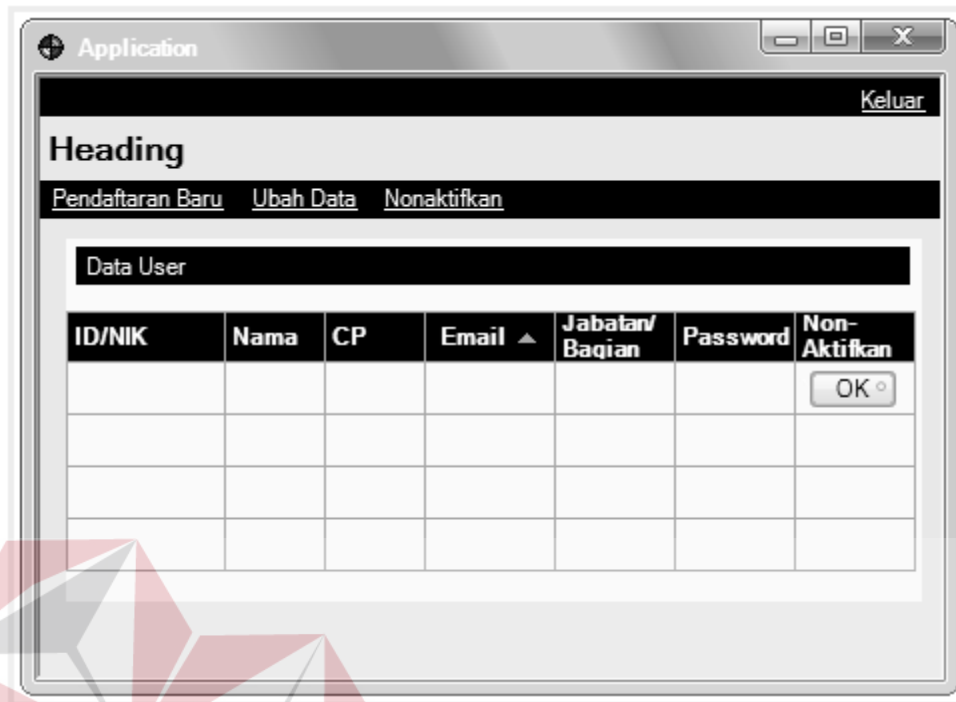 Application
Keluar
Heading
Pendaftaran Baru Ubah Data Nonaktifkan
Data User
ID/NIK Nama CP Email Jabatan/ Bagian Password Non- Aktifkan
OK